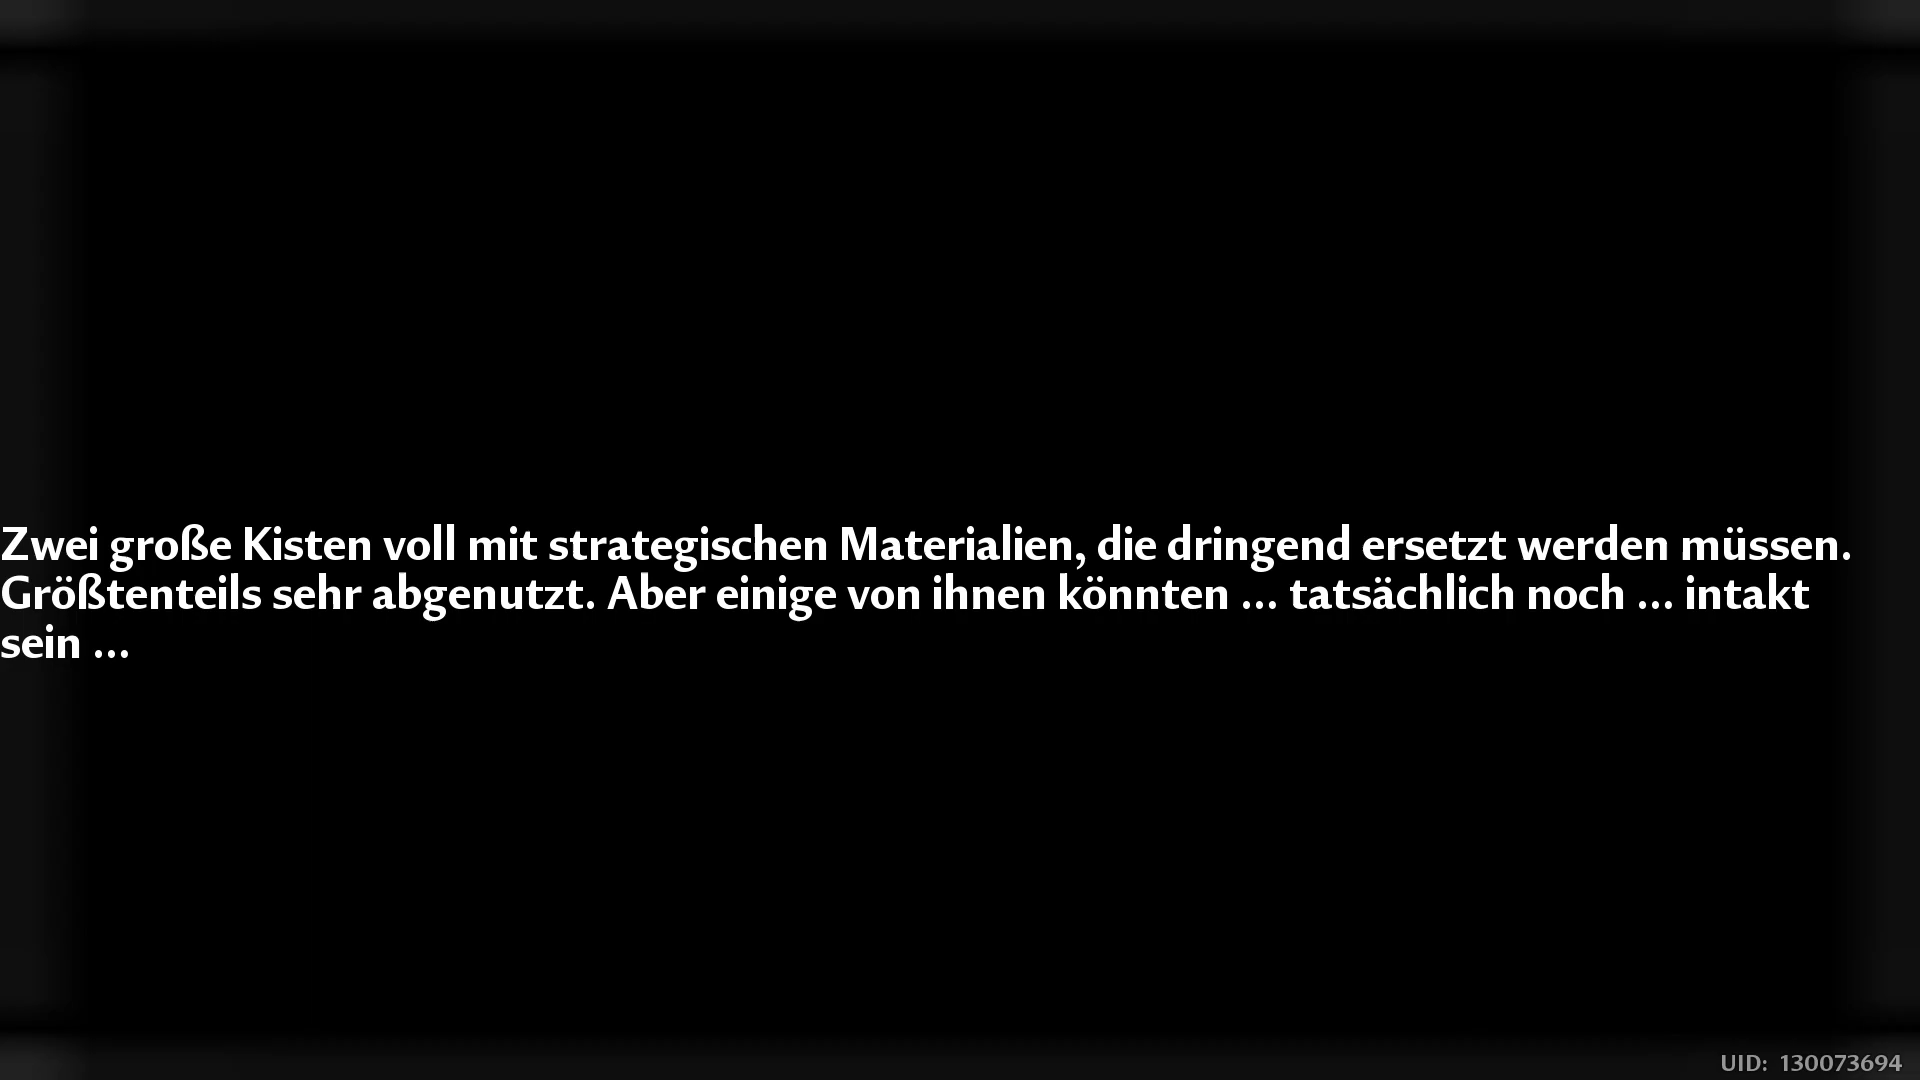 Zwei große Kisten voll mit strategischen Materialien, die dringend ersetzt werden müssen.
Größtenteils sehr abgenutzt. Aber einige von ihnen könnten ... tatsächlich noch ... intakt
sein ...
UID: 130073694